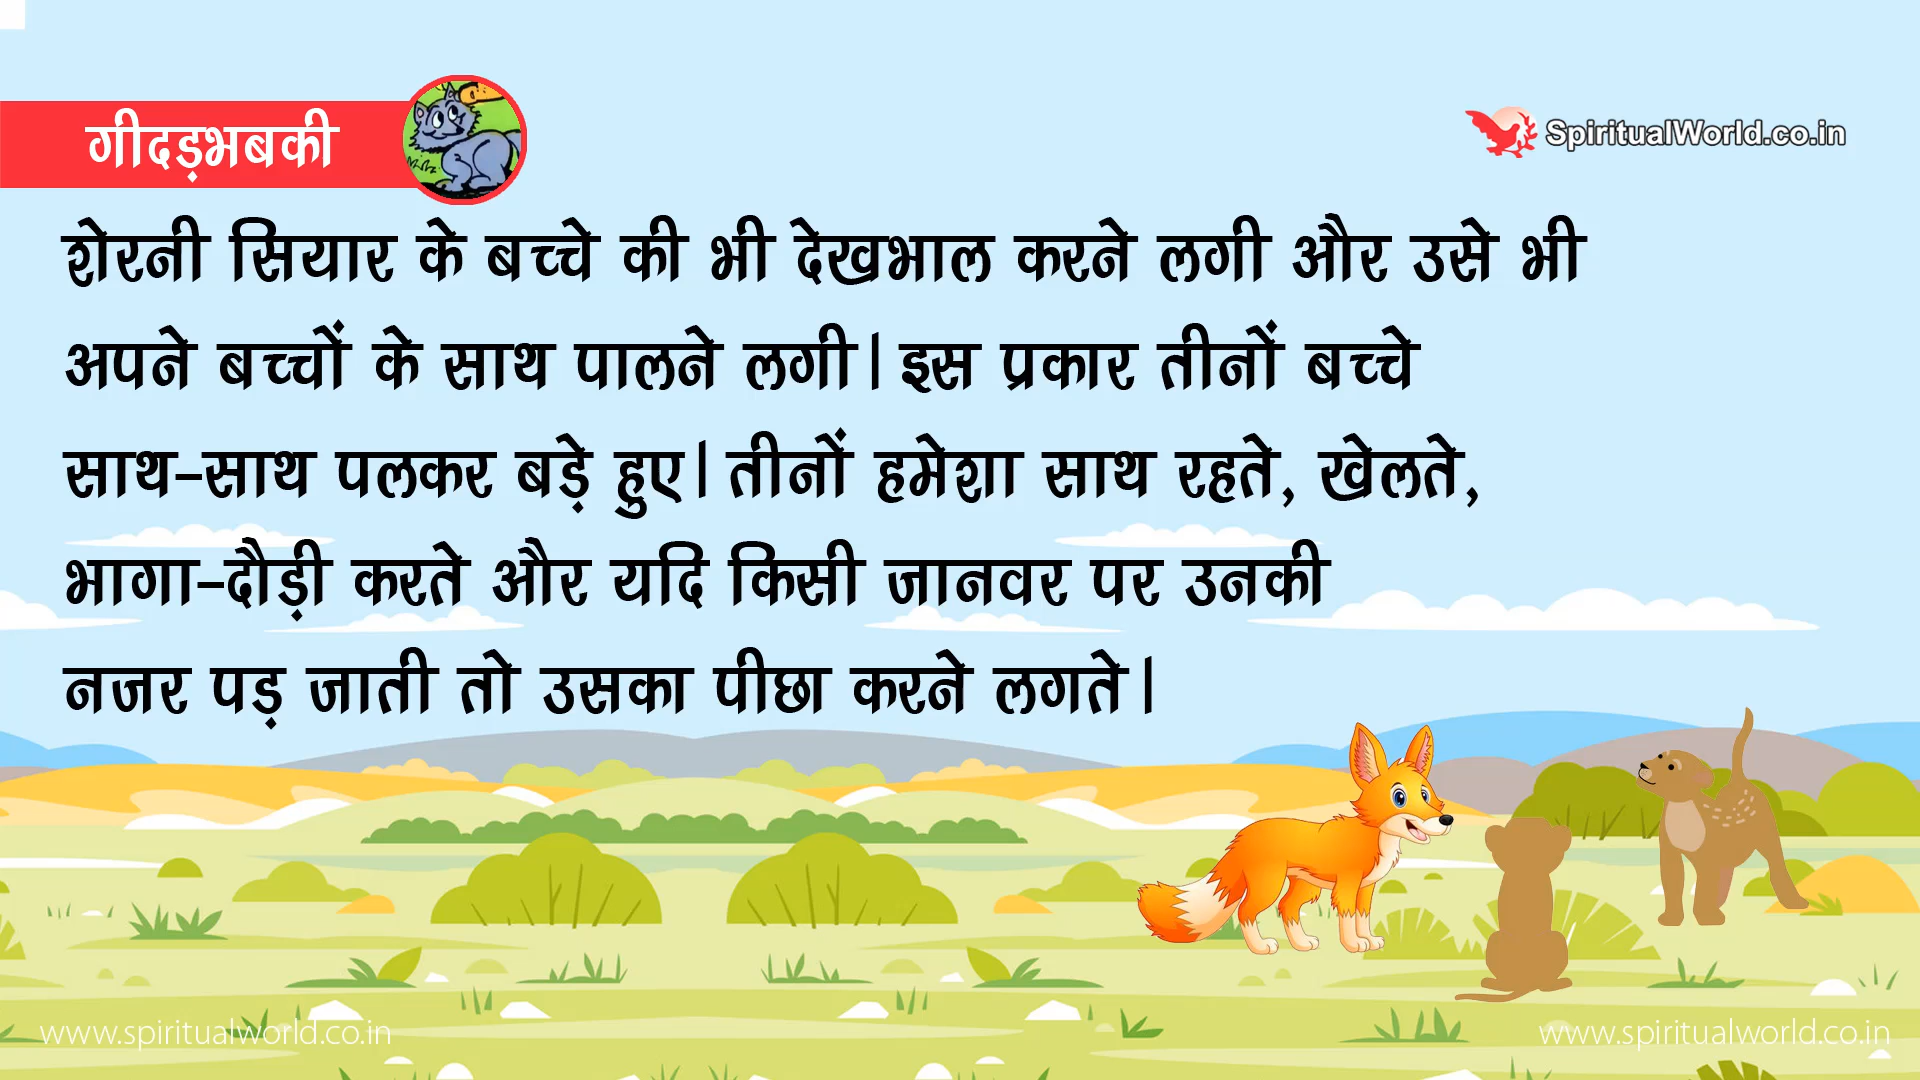 गीदड़भबकी
SpiritualWorld.co.in
शेरनी सियार के बच्चे की भी देखभाल करने लगी और उसे भी
अपने बच्चों के साथ पालने लगी। इस प्रकार तीनों बच्चे
साथ-साथ पलकर बड़े हुए। तीनों हमेशा साथ रहते, खेलते,
भागा-दौड़ी करते और यदि किसी जानवर पर उनकी
नजर पड़ जाती तो उसका पीछा करने लगते।
www.spiritualworld.co.in
www.spiritualworld.co.in